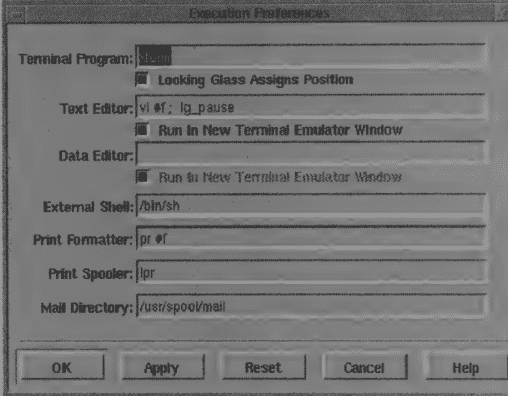 Execution Preferences
Terminal Program: xterm
Looking Glass Assigns Position
Text Editor: vi #f ; lg_pause
Run In New Terminal Emulator Window
Data Editor:
Run In New Terminal Emulator Window
External Shell: /bin/sh
Print Formatter: pr #f
Print Spooler: lpr
Mail Directory: /usr/spool/mail
OK Apply Reset Cancel Help